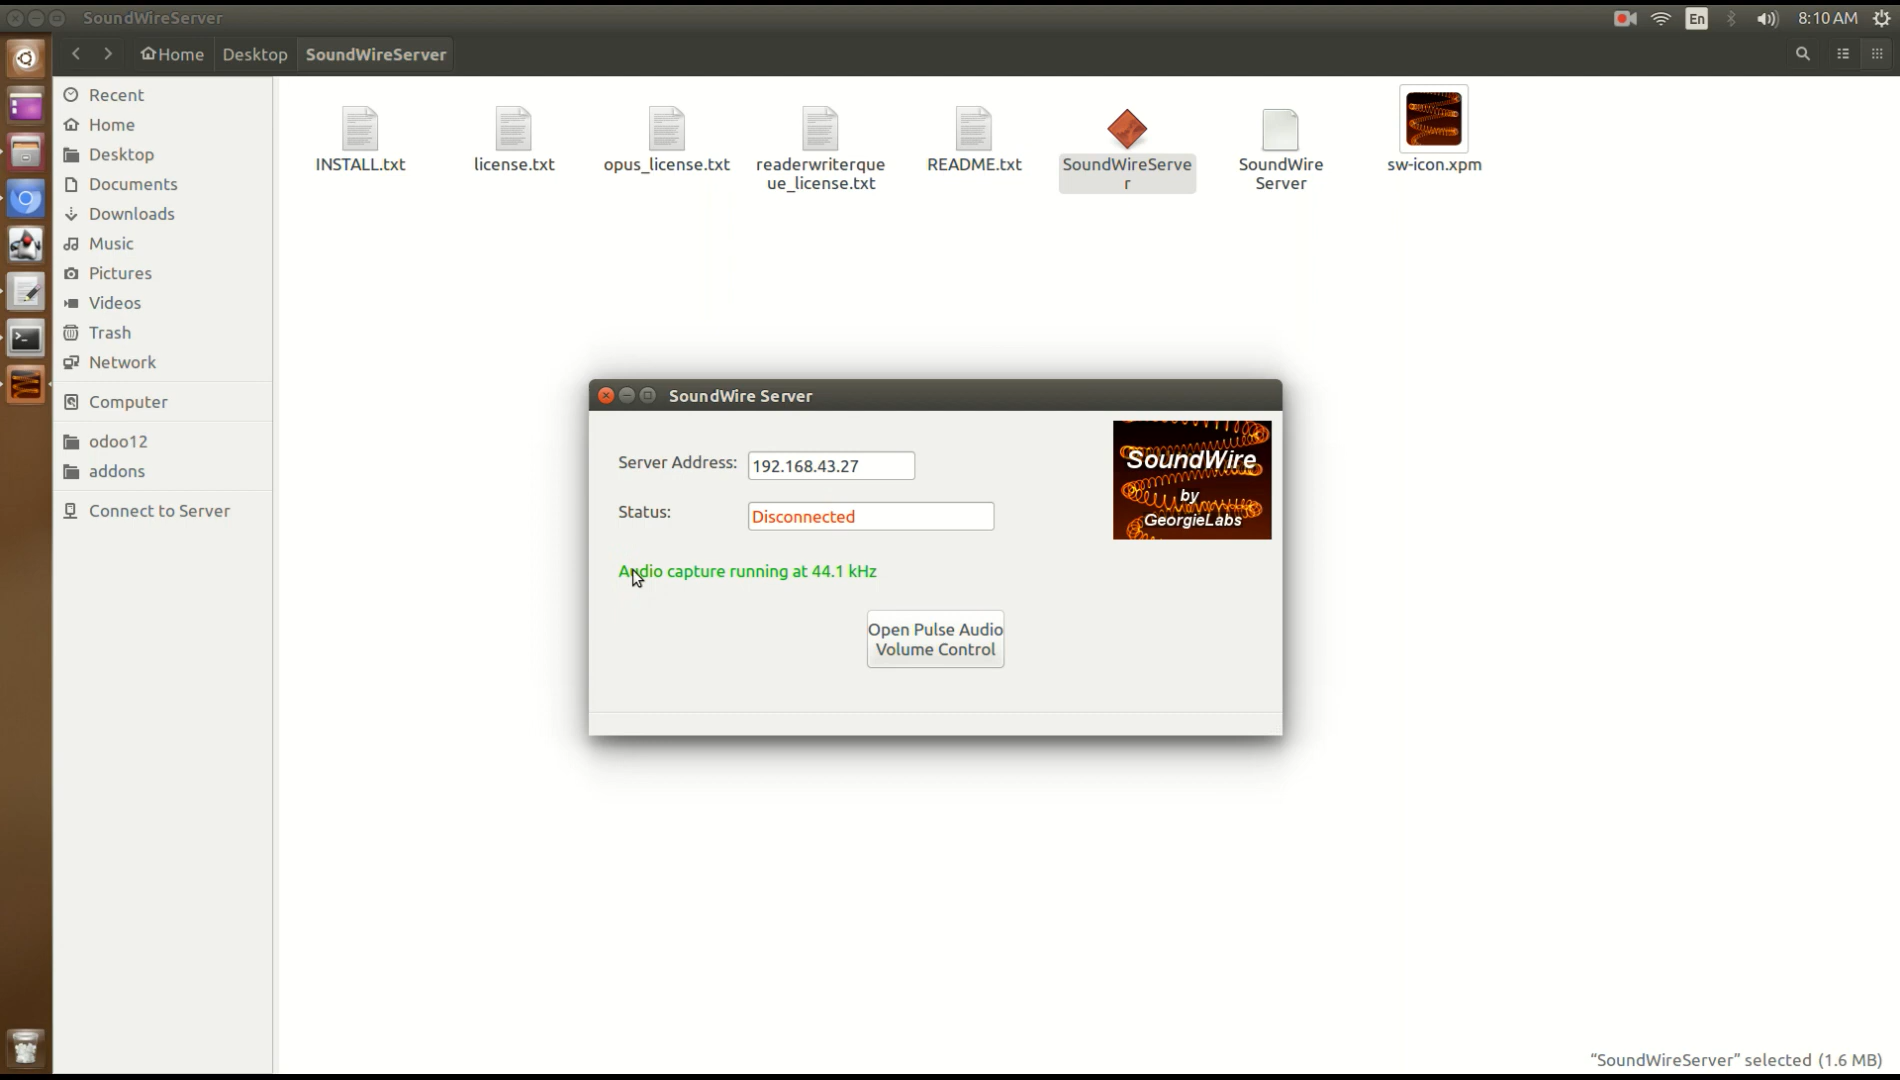 SoundWireServer
En
8:10 AM
Home
Desktop
SoundWireServer
Recent
Home
Desktop
Documents
Downloads
Music
Pictures
Videos
Trash
Network
Computer
odoo12
addons
Connect to Server
INSTALL.txt
license.txt
opus_license.txt
readerwriterque
ue_license.txt
README.txt
SoundWireServe
r
SoundWire
Server
sw-icon.xpm
SoundWire Server
Server Address: 192.168.43.27
Status: Disconnected
Audio capture running at 44.1 kHz
Open Pulse Audio
Volume Control
SoundWire
by
GeorgieLabs
“SoundWireServer” selected (1.6 MB)